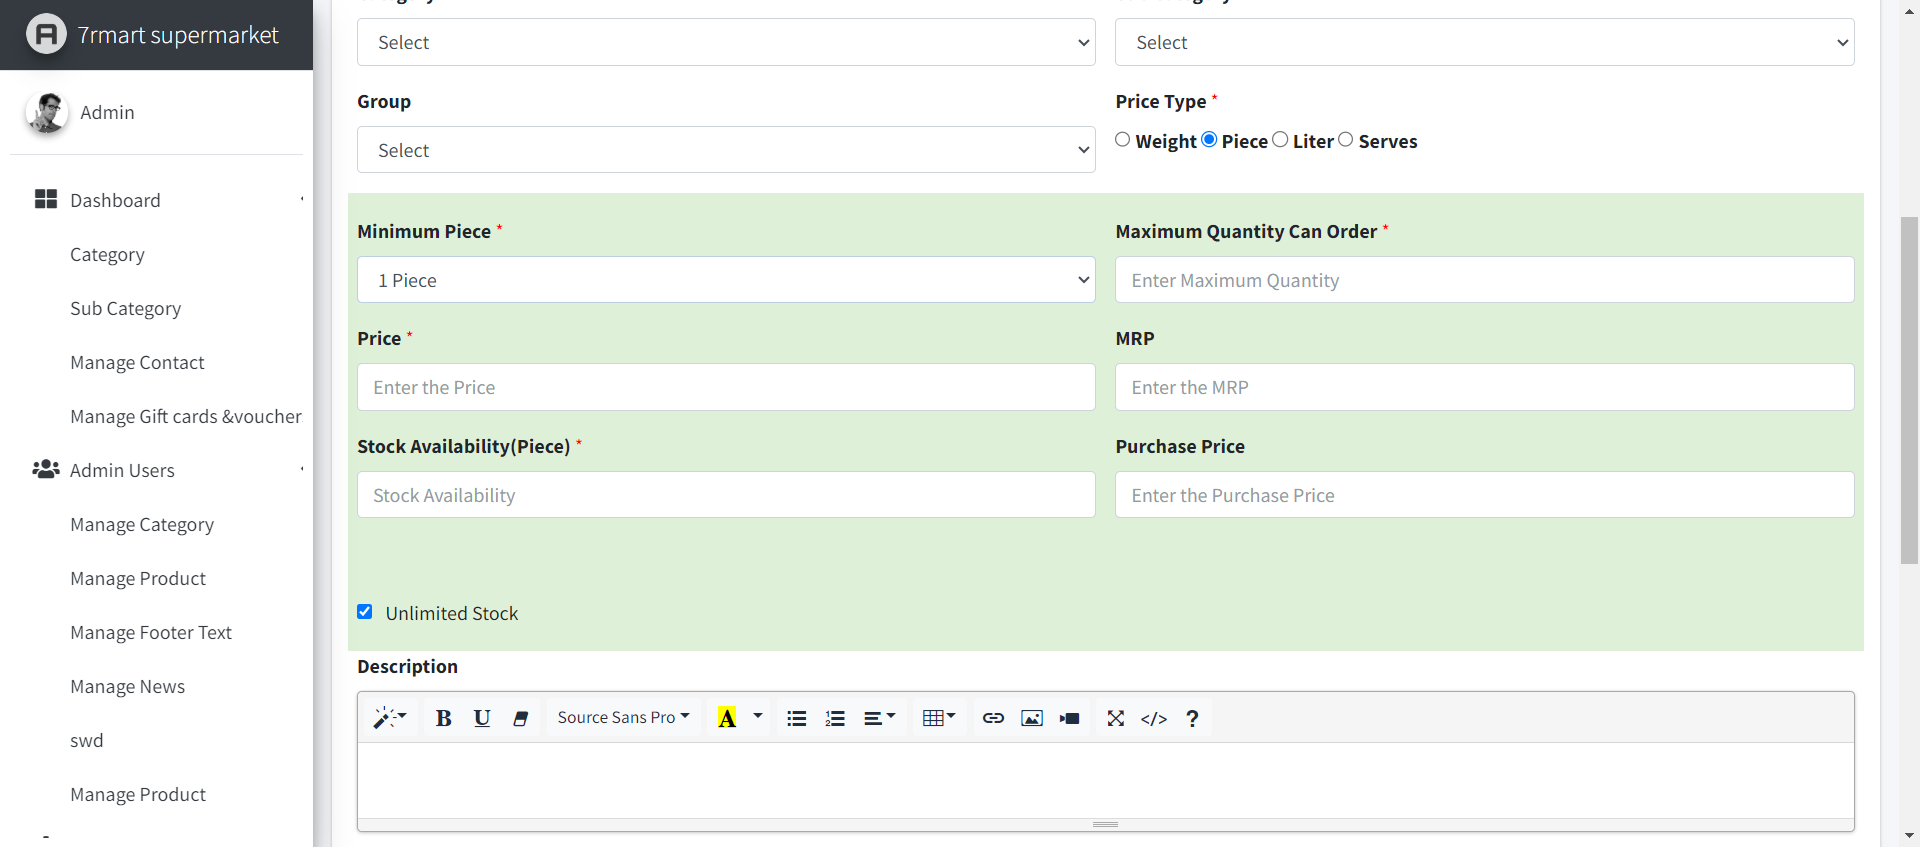 7rmart supermarket
Admin
Dashboard
Category
Sub Category
Manage Contact
Manage Gift cards &voucher
Admin Users
Manage Category
Manage Product
Manage Footer Text
Manage News
swd
Manage Product
Select
Select
Group
Price Type *
Select
Weight Piece Liter Serves
Minimum Piece *
Maximum Quantity Can Order *
1 Piece
Enter Maximum Quantity
Price *
MRP
Enter the Price
Enter the MRP
Stock Availability(Piece) *
Purchase Price
Stock Availability
Enter the Purchase Price
Unlimited Stock
Description
B U Source Sans Pro A </> ?